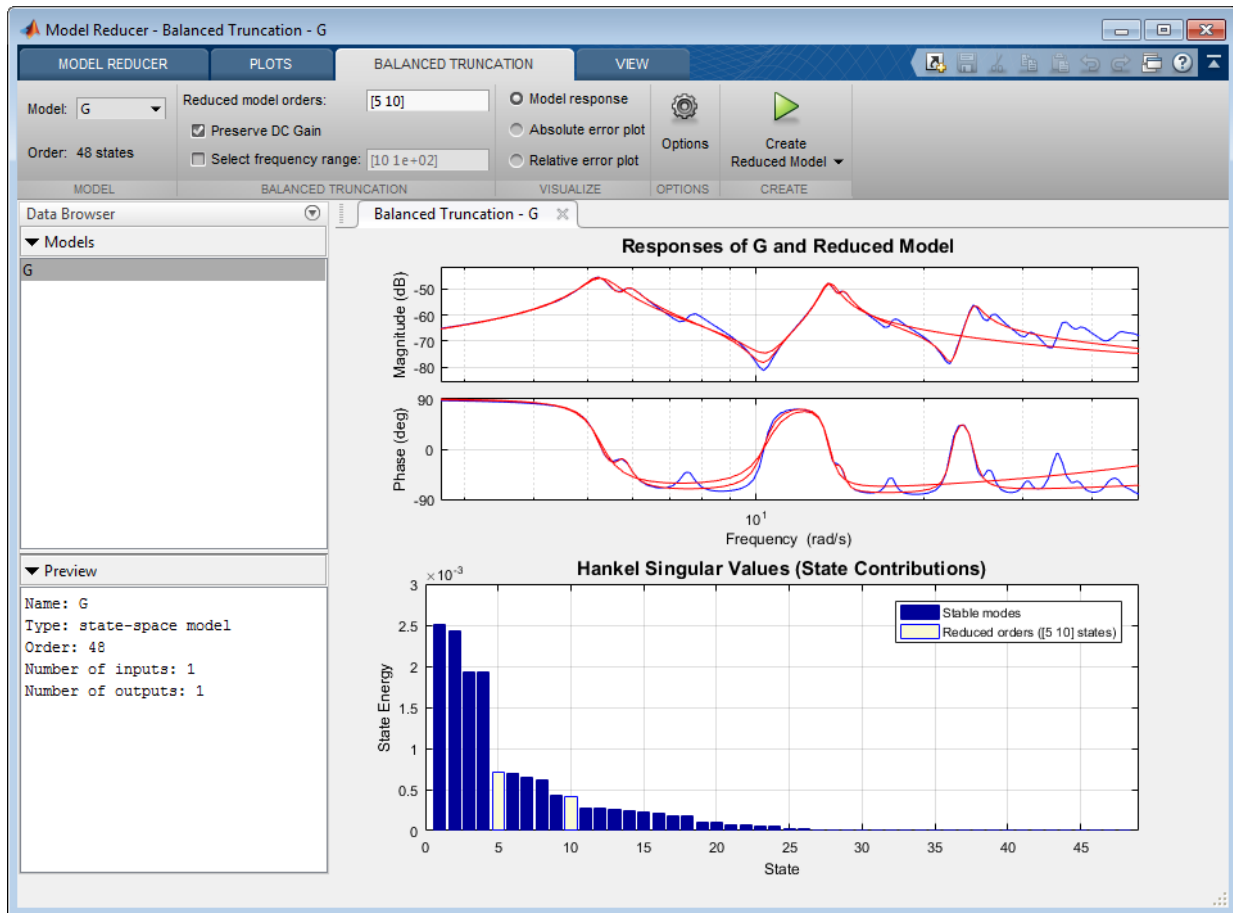 Model Reducer - Balanced Truncation - G
MODEL REDUCER
PLOTS
BALANCED TRUNCATION
VIEW
Model: G
Order: 48 states
MODEL
Reduced model orders: [5 10]
Preserve DC Gain
Select frequency range: [10 1e+02]
BALANCED TRUNCATION
Model response
Absolute error plot
Relative error plot
VISUALIZE
Options
OPTIONS
Create
Reduced Model
CREATE
Data Browser
Models
G
Preview
Name: G
Type: state-space model
Order: 48
Number of inputs: 1
Number of outputs: 1
Balanced Truncation - G
Responses of G and Reduced Model
Magnitude (dB)
-50
-60
-70
-80
Phase (deg)
90
0
-90
10¹
Frequency (rad/s)
Hankel Singular Values (State Contributions)
×10⁻³
State Energy
3
2.5
2
1.5
1
0.5
0
Stable modes
Reduced orders ([5 10] states)
0 5 10 15 20 25 30 35 40 45
State